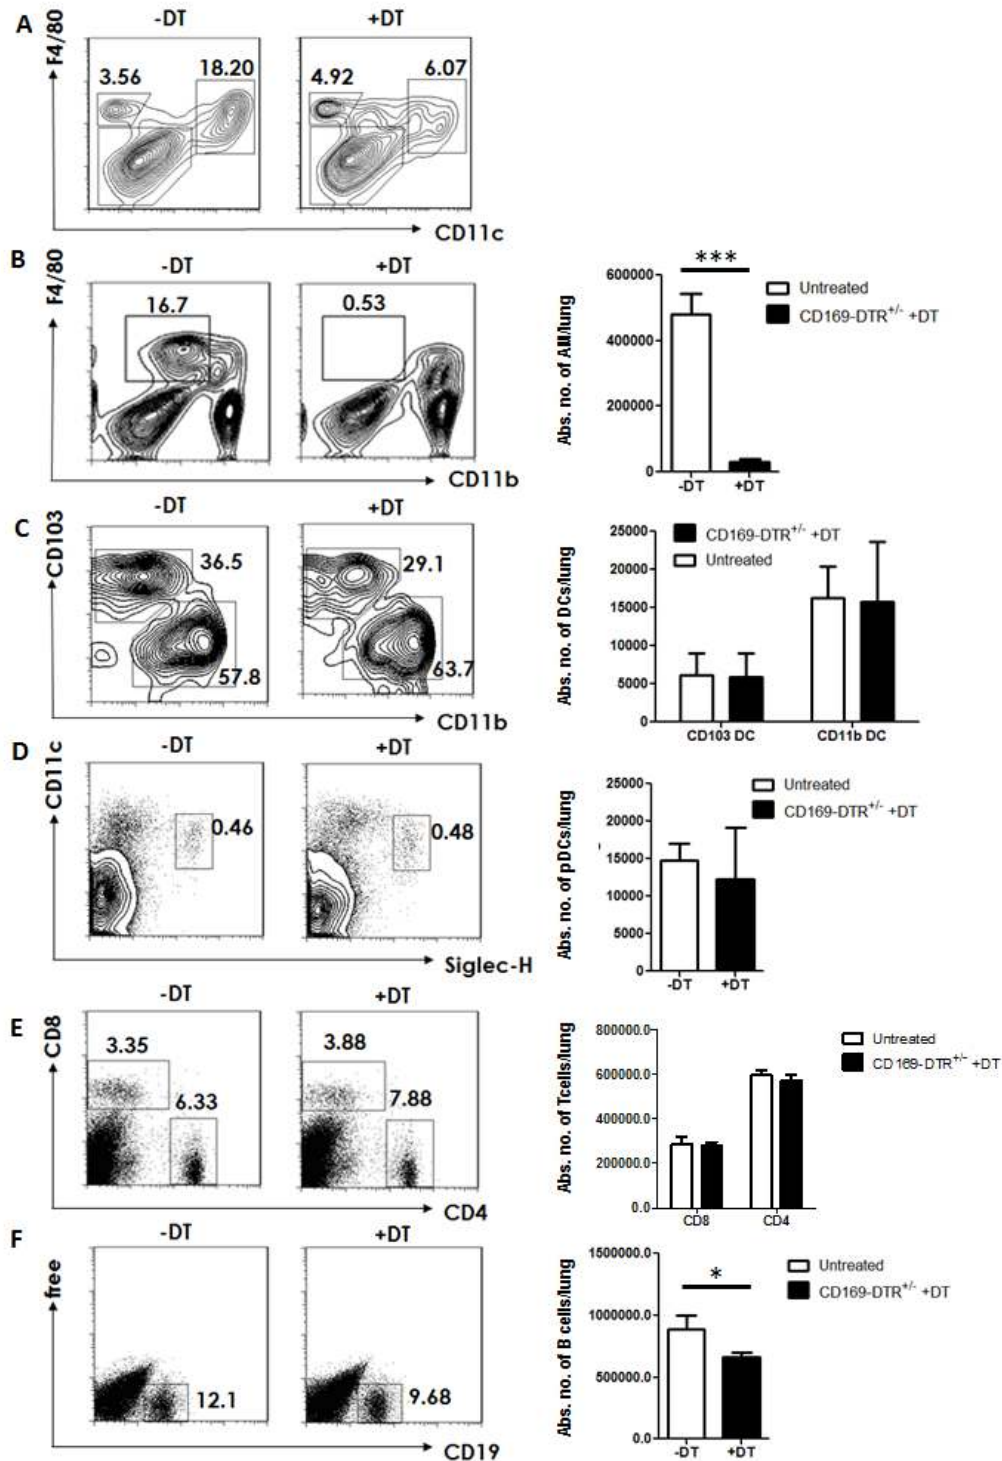 A
F4/80
-DT
+DT
3.56
18.20
4.92
6.07
CD11c
B
F4/80
-DT
+DT
16.7
0.53
CD11b
Abs. no. of AM/lung
600000
400000
200000
0
***
-DT
+DT
Untreated
CD169-DTR+/- +DT
C
CD103
-DT
+DT
36.5
57.8
29.1
63.7
CD11b
Abs. no. of DCs/lung
25000
20000
15000
10000
5000
0
CD103 DC
CD11b DC
CD169-DTR+/- +DT
Untreated
D
CD11c
-DT
+DT
0.46
0.48
Siglec-H
Abs. no. of pDCs/lung
25000
20000
15000
10000
5000
0
-DT
+DT
Untreated
CD169-DTR+/- +DT
E
CD8
-DT
+DT
3.35
6.33
3.88
7.88
CD4
Abs. no. of Tcells/lung
800000.0
600000.0
400000.0
200000.0
0.0
CD8
CD4
Untreated
CD169-DTR+/- +DT
F
free
-DT
+DT
12.1
9.68
CD19
Abs. no. of B cells/lung
1500000.0
1000000.0
500000.0
0.0
*
-DT
+DT
Untreated
CD169-DTR+/- +DT